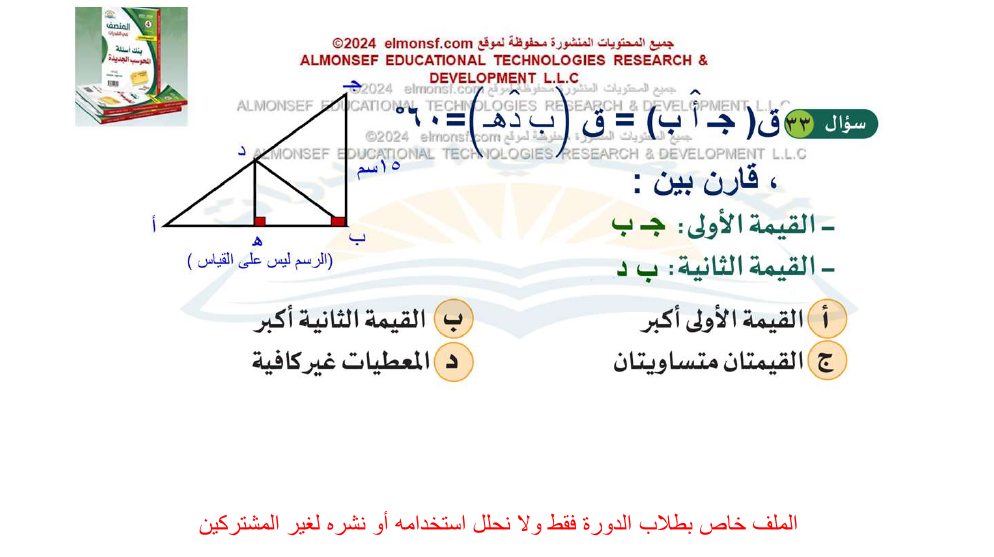 المنصف
في القدرات
بنك أسئلة
المحوسب الجديدة
جميع المحتويات المنشورة محفوظة لموقع elmonsf.com ©2024
ALMONSEF EDUCATIONAL TECHNOLOGIES RESEARCH &
DEVELOPMENT L.L.C
جميع المحتويات المنشورة محفوظة لموقع elmonsf.com ©2024
ALMONSEF EDUCATIONAL TECHNOLOGIES RESEARCH & DEVELOPMENT L.L.C
سؤال ٣٣ ق( جـ أ̂ ب) = ق (ب د̂ هـ) = ٦٠°
جميع المحتويات المنشورة محفوظة لموقع elmonsf.com ©2024
ALMONSEF EDUCATIONAL TECHNOLOGIES RESEARCH & DEVELOPMENT L.L.C
، قارن بين :
– القيمة الأولى: جـ ب
– القيمة الثانية: ب د
جـ
د
١٥سم
أ
هـ
ب
(الرسم ليس على القياس )
أ القيمة الأولى أكبر
ب القيمة الثانية أكبر
ج القيمتان متساويتان
د المعطيات غير كافية
الملف خاص بطلاب الدورة فقط ولا نحلل استخدامه أو نشره لغير المشتركين